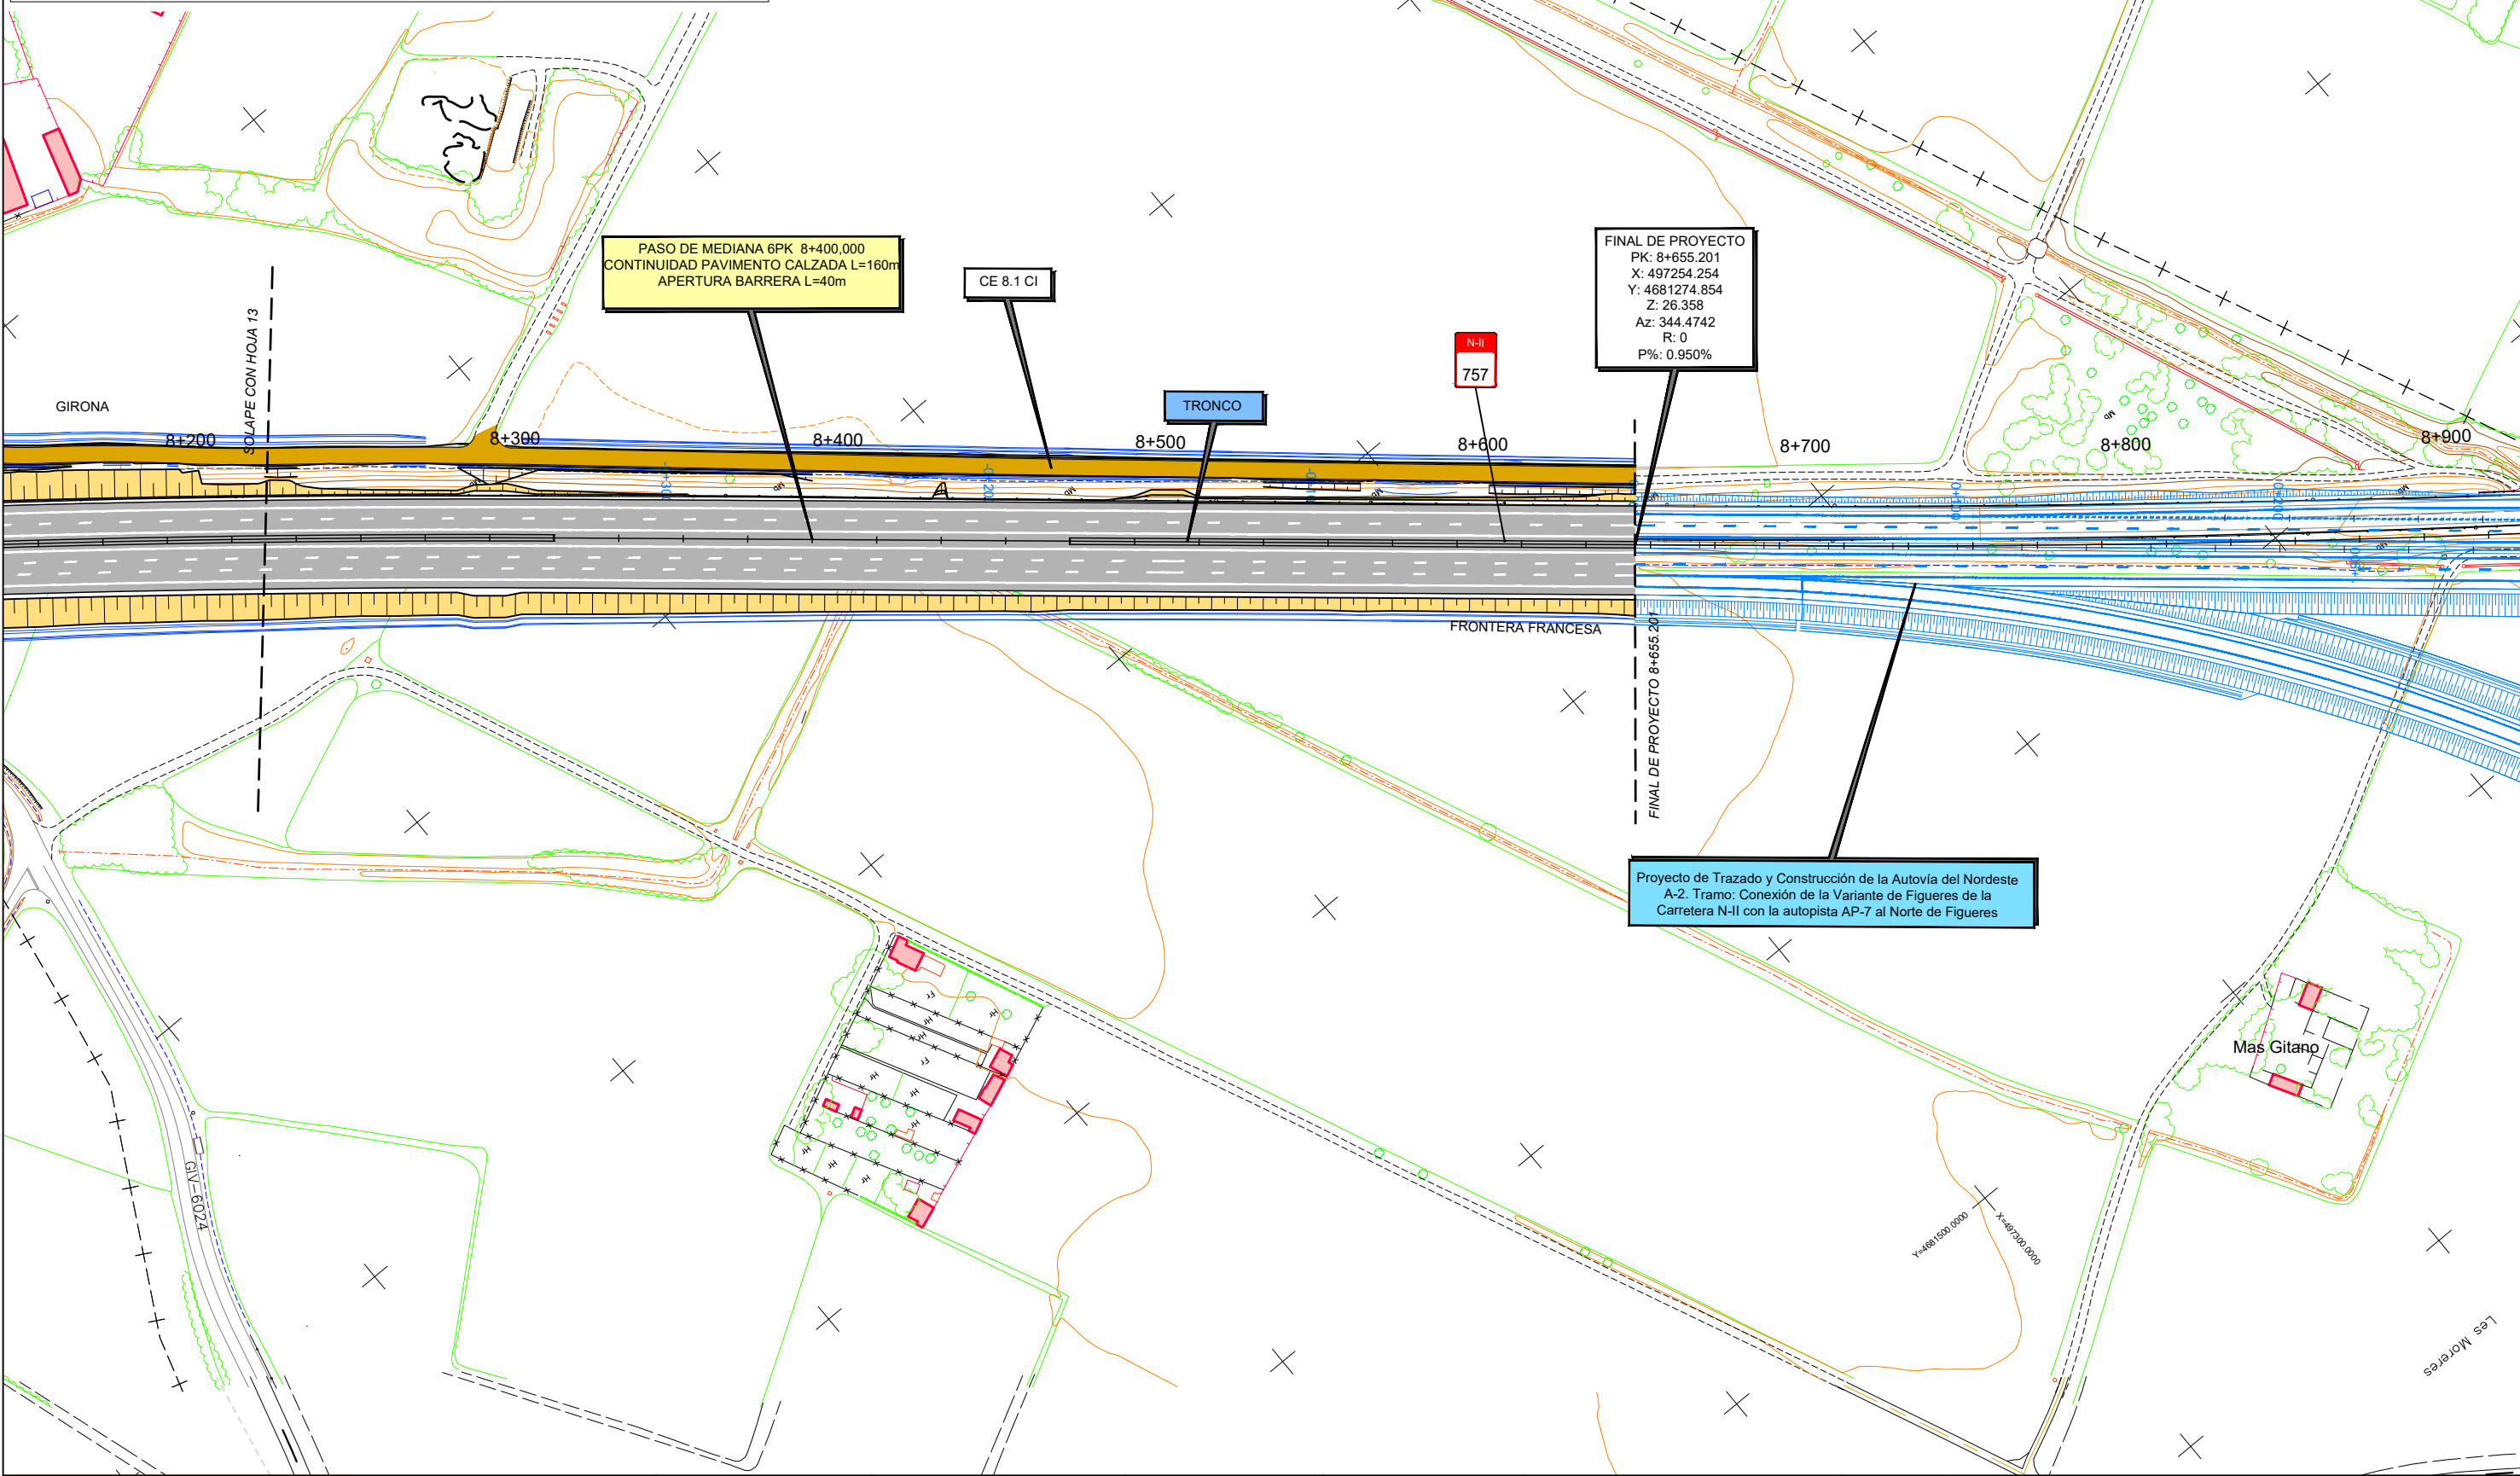 PASO DE MEDIANA 6PK 8+400,000
CONTINUIDAD PAVIMENTO CALZADA L=160m
APERTURA BARRERA L=40m
CE 8.1 CI
FINAL DE PROYECTO
PK: 8+655.201
X: 497254.254
Y: 4681274.854
Z: 26.358
Az: 344.4742
R: 0
P%: 0.950%
N-II
757
TRONCO
SOLAPE CON HOJA 13
GIRONA
8+200
8+300
8+400
8+500
8+600
8+700
8+800
8+900
FRONTERA FRANCESA
FINAL DE PROYECTO 8+655.201
Proyecto de Trazado y Construcción de la Autovía del Nordeste
A-2. Tramo: Conexión de la Variante de Figueres de la
Carretera N-II con la autopista AP-7 al Norte de Figueres
Mas Gitano
GIV-6024
Y=4681500.0000
X=497300.0000
Les Moreres